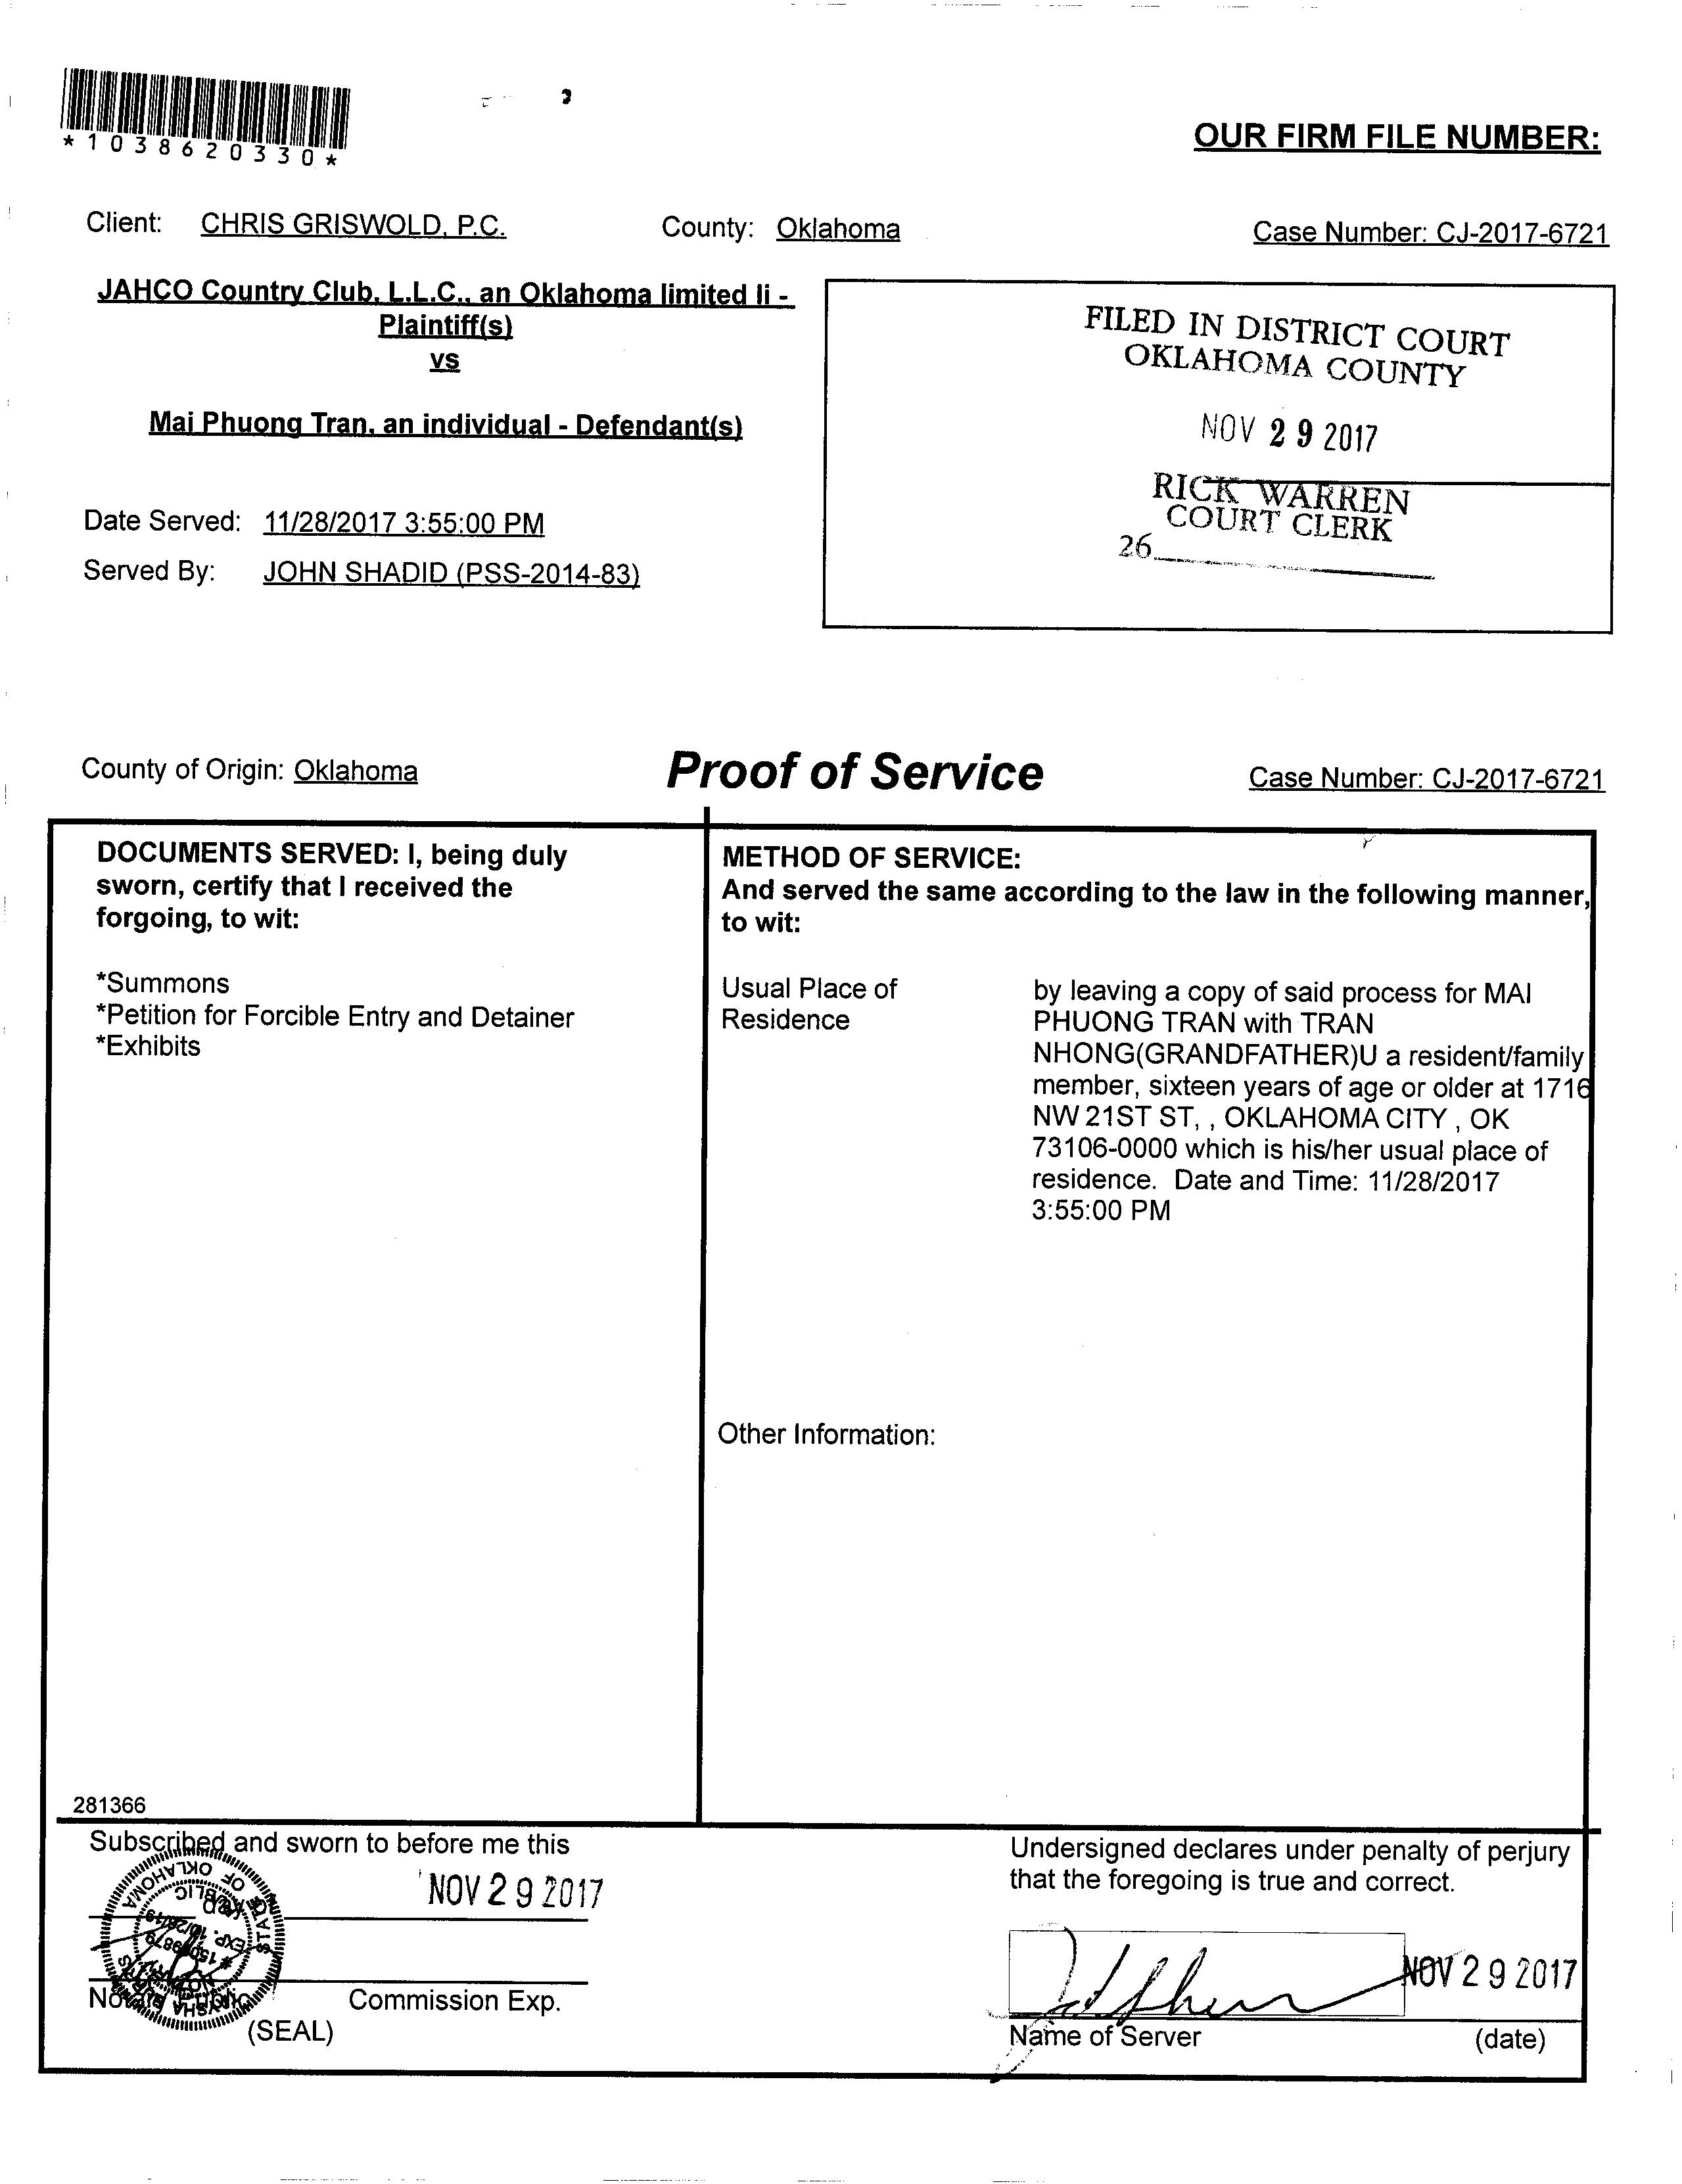 *1038620330*
OUR FIRM FILE NUMBER:
Client: CHRIS GRISWOLD, P.C. County: Oklahoma Case Number: CJ-2017-6721
JAHCO Country Club, L.L.C., an Oklahoma limited li -
Plaintiff(s)
vs
Mai Phuong Tran, an individual - Defendant(s)
Date Served: 11/28/2017 3:55:00 PM
Served By: JOHN SHADID (PSS-2014-83)
FILED IN DISTRICT COURT
OKLAHOMA COUNTY
NOV 29 2017
RICK WARREN
COURT CLERK
26
County of Origin: Oklahoma Proof of Service Case Number: CJ-2017-6721
DOCUMENTS SERVED: I, being duly
sworn, certify that I received the
forgoing, to wit:
*Summons
*Petition for Forcible Entry and Detainer
*Exhibits
METHOD OF SERVICE:
And served the same according to the law in the following manner,
to wit:
Usual Place of
Residence
by leaving a copy of said process for MAI
PHUONG TRAN with TRAN
NHONG(GRANDFATHER)U a resident/family
member, sixteen years of age or older at 1716
NW 21ST ST, , OKLAHOMA CITY , OK
73106-0000 which is his/her usual place of
residence. Date and Time: 11/28/2017
3:55:00 PM
Other Information:
281366
Subscribed and sworn to before me this
NOV 29 2017
STATE OF OKLAHOMA
PUBLIC
EXP. 10/26/19
Notary Public Commission Exp.
(SEAL)
Undersigned declares under penalty of perjury
that the foregoing is true and correct.
NOV 29 2017
Name of Server (date)